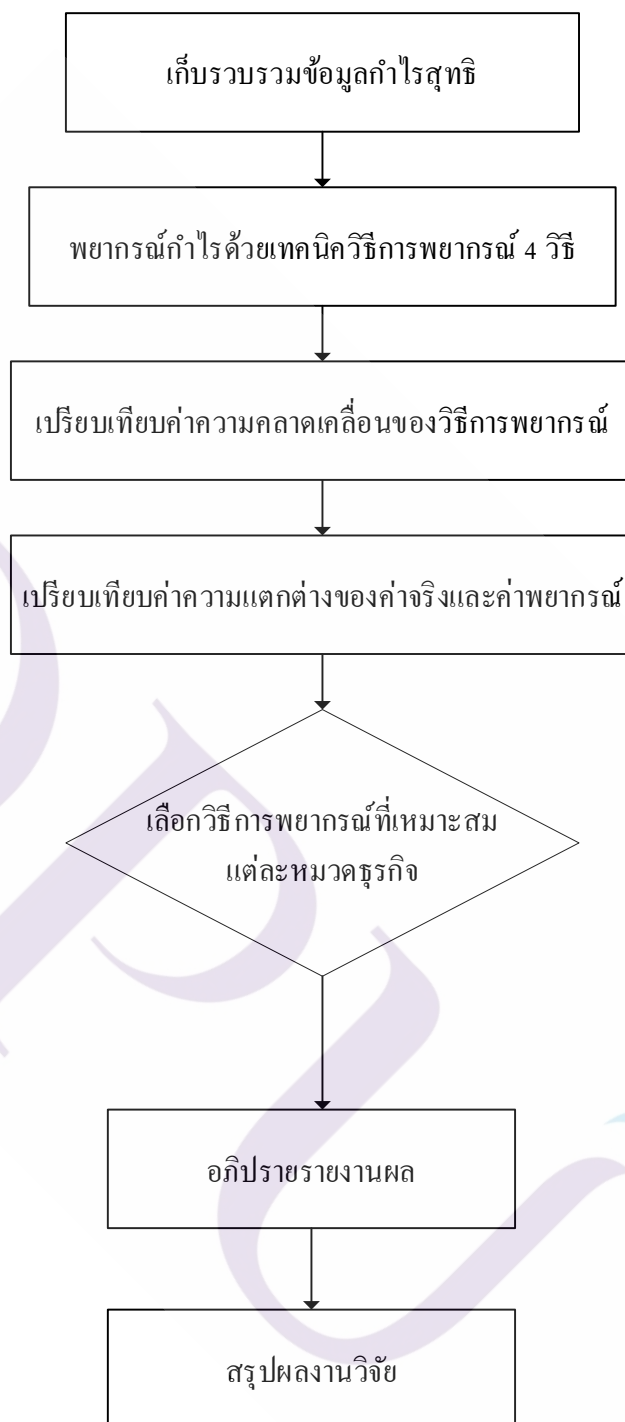 เก็บรวบรวมข้อมูลกำไรสุทธิ
พยากรณ์กำไรด้วยเทคนิควิธีการพยากรณ์ 4 วิธี
เปรียบเทียบค่าความคลาดเคลื่อนของวิธีการพยากรณ์
เปรียบเทียบค่าความแตกต่างของค่าจริงและค่าพยากรณ์
เลือกวิธีการพยากรณ์ที่เหมาะสม
แต่ละหมวดธุรกิจ
อภิปรายรายงานผล
สรุปผลงานวิจัย